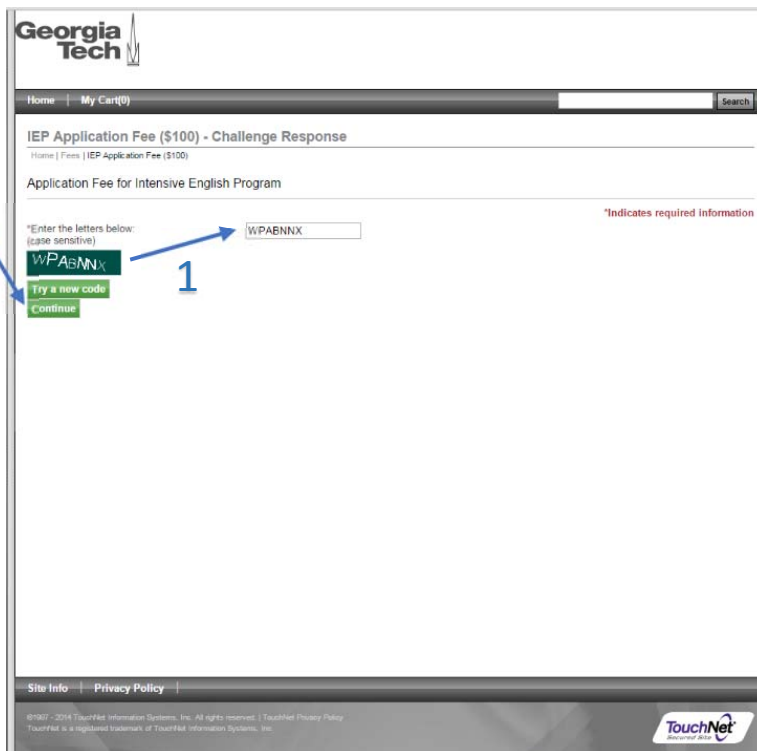 Georgia
Tech
Home | My Cart(0)
Search
IEP Application Fee ($100) - Challenge Response
Home | Fees | IEP Application Fee ($100)
Application Fee for Intensive English Program
*Indicates required information
*Enter the letters below:
(case sensitive)
WPABNNX
WPABNNX
1
Try a new code
Continue
Site Info | Privacy Policy |
©1997 - 2014 TouchNet Information Systems, Inc. All rights reserved. | TouchNet Privacy Policy
TouchNet is a registered trademark of TouchNet Information Systems, Inc.
TouchNet
Secured Site